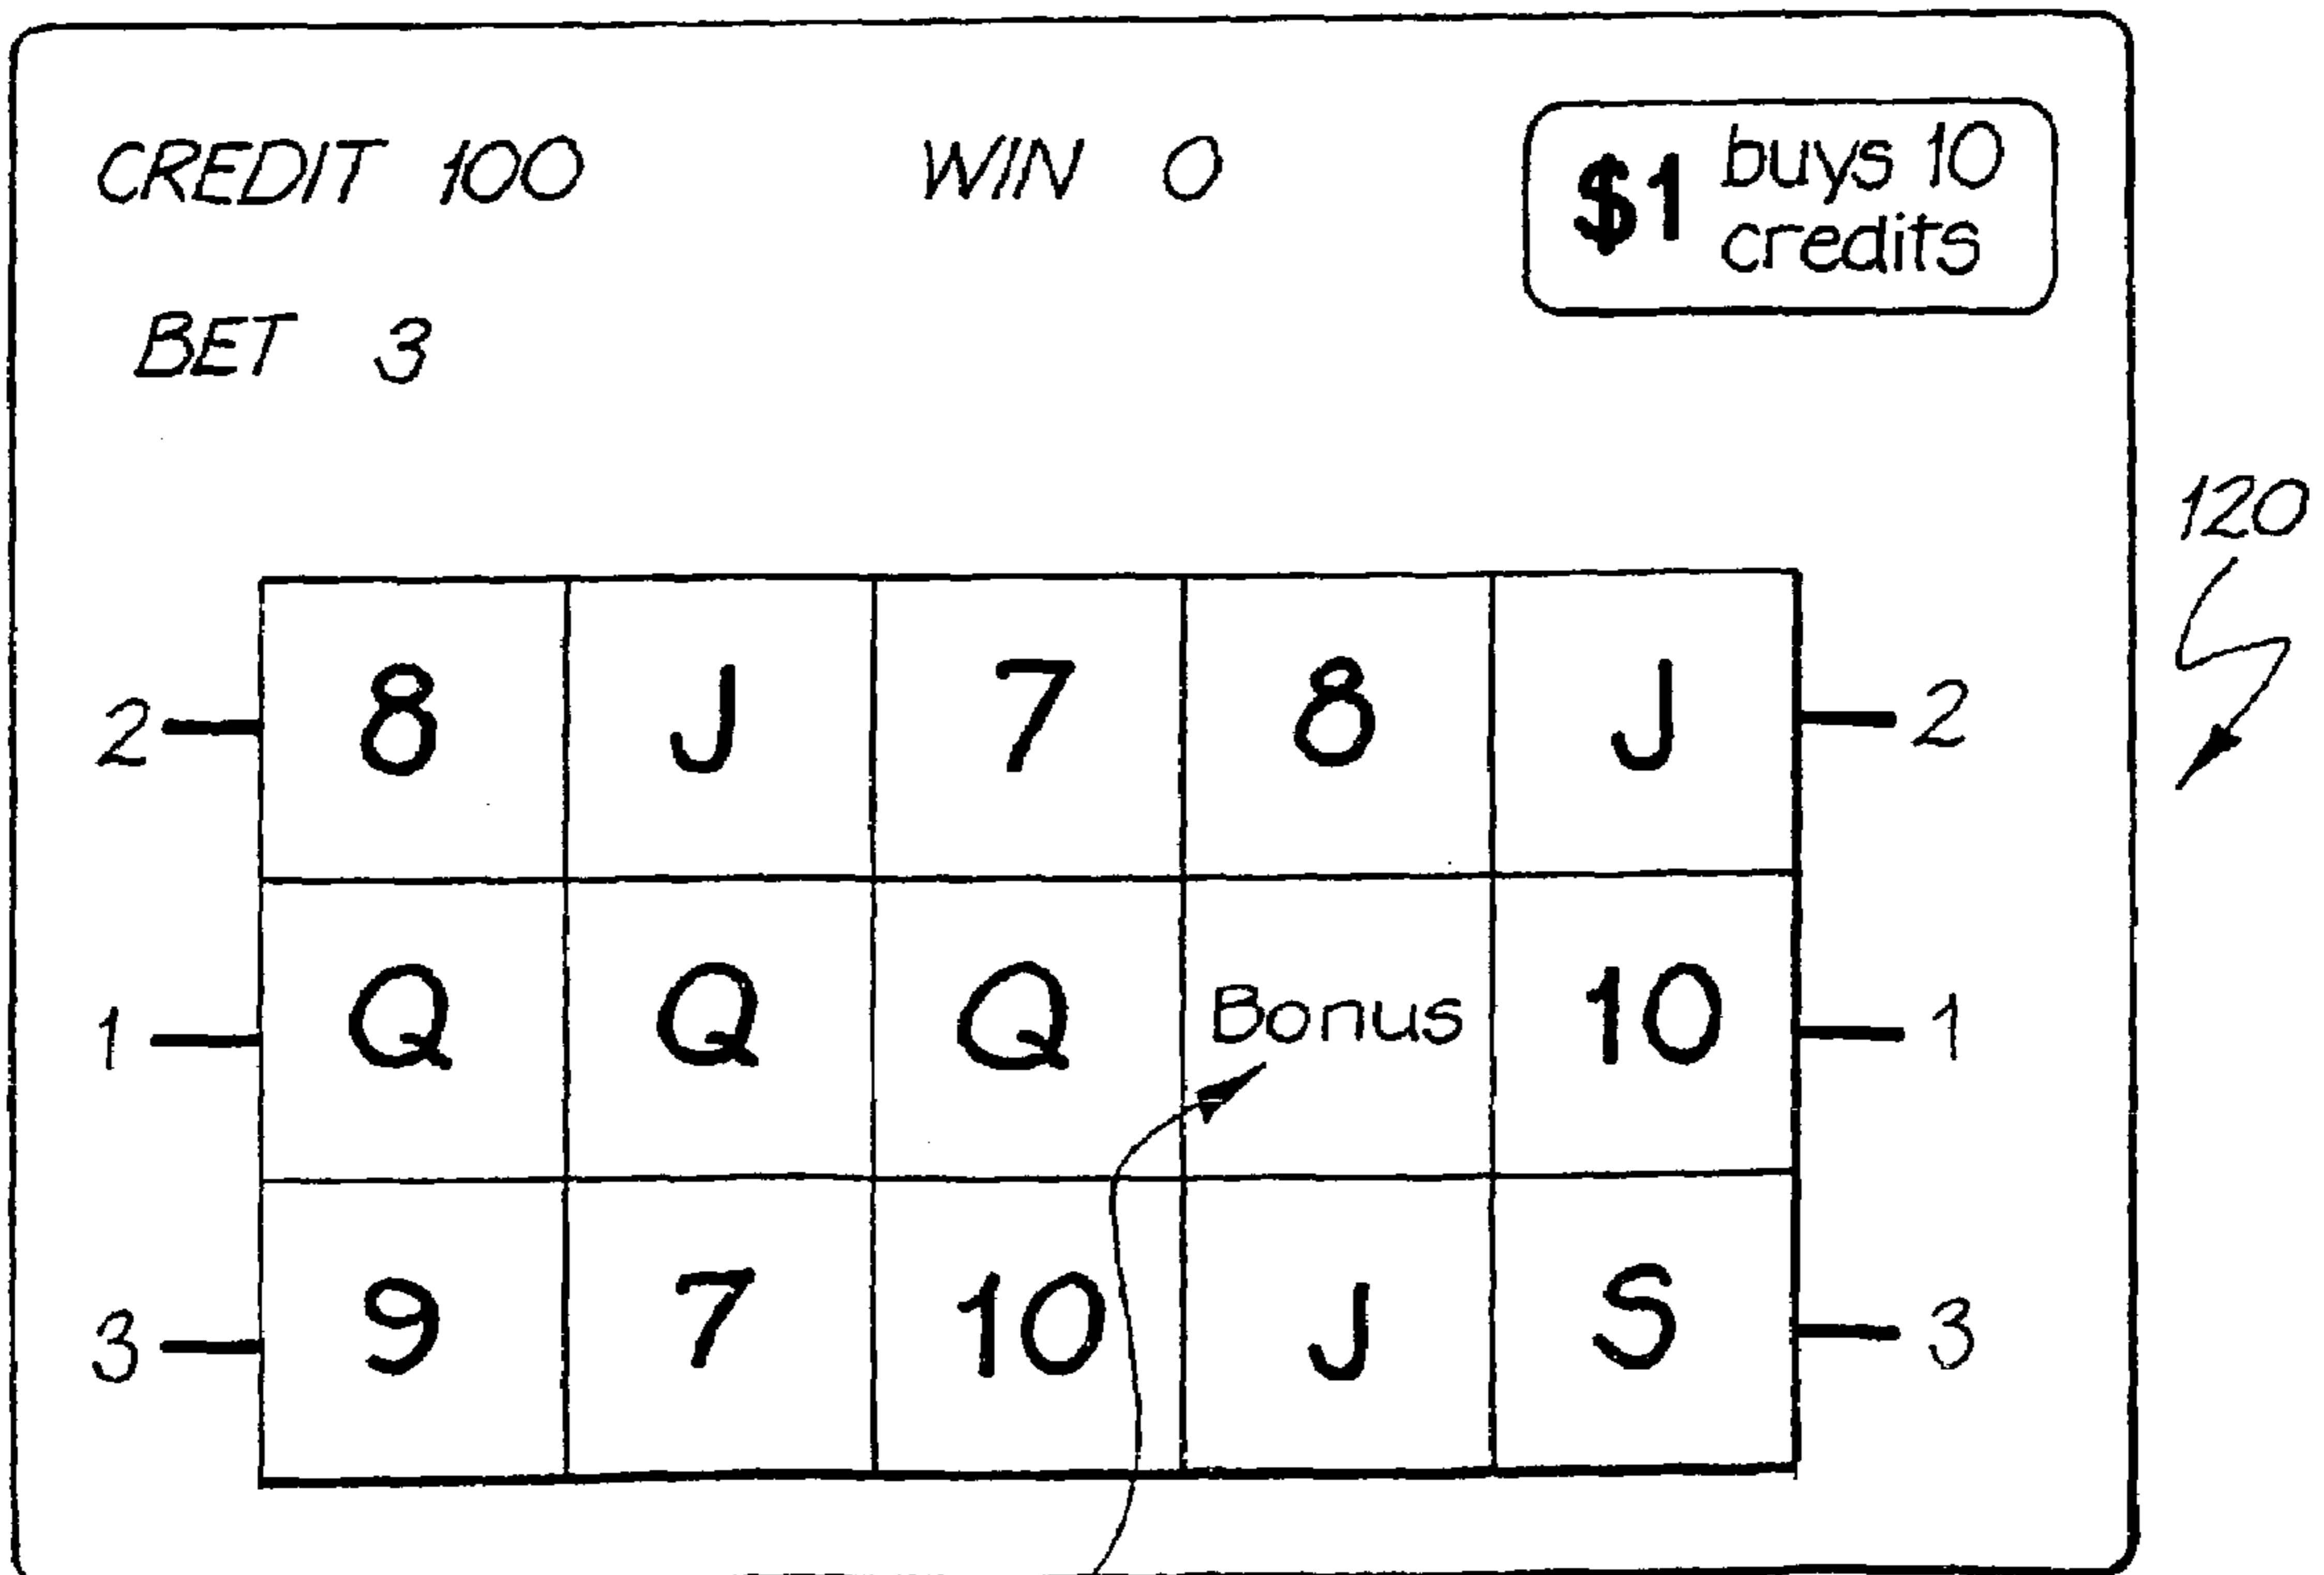 CREDIT 100 WIN 0 $1 buys 10
credits
BET 3
120
2 8 J 7 8 J 2
1 Q Q Q Bonus 10 1
3 9 7 10 J S 3